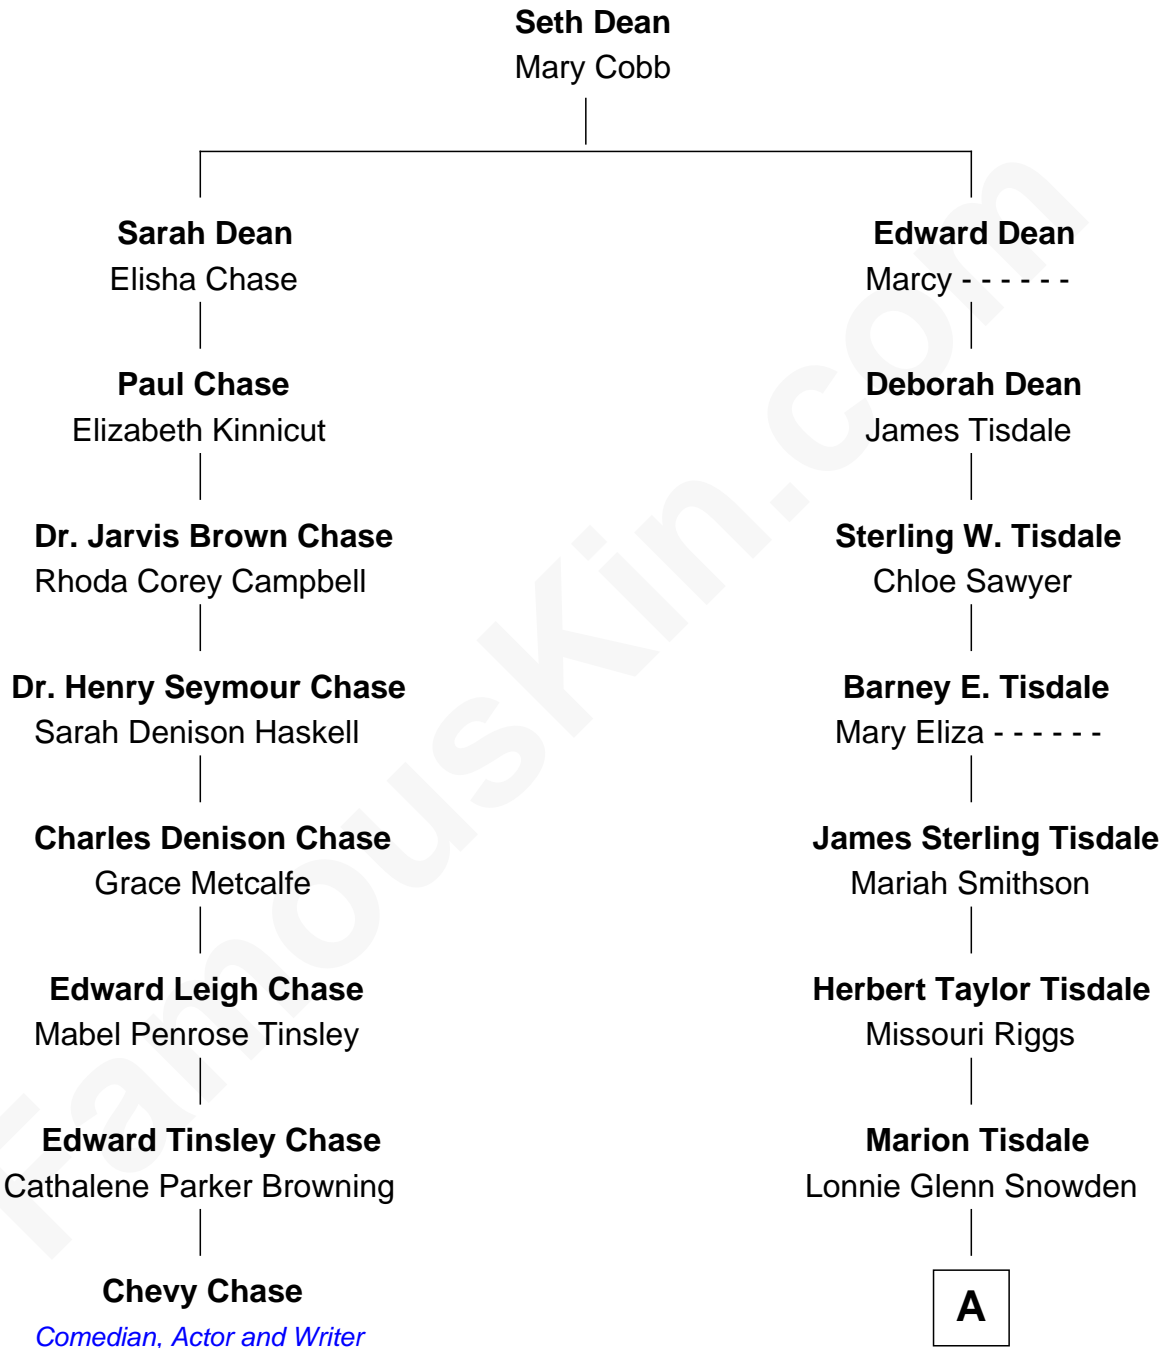 Seth Dean
Mary Cobb
Sarah Dean
Elisha Chase
Paul Chase
Elizabeth Kinnicut
Dr. Jarvis Brown Chase
Rhoda Corey Campbell
Dr. Henry Seymour Chase
Sarah Denison Haskell
Charles Denison Chase
Grace Metcalfe
Edward Leigh Chase
Mabel Penrose Tinsley
Edward Tinsley Chase
Cathalene Parker Browning
Chevy Chase
Comedian, Actor and Writer
Edward Dean
Marcy - - - - - -
Deborah Dean
James Tisdale
Sterling W. Tisdale
Chloe Sawyer
Barney E. Tisdale
Mary Eliza - - - - - -
James Sterling Tisdale
Mariah Smithson
Herbert Taylor Tisdale
Missouri Riggs
Marion Tisdale
Lonnie Glenn Snowden
A
FamousKin.com